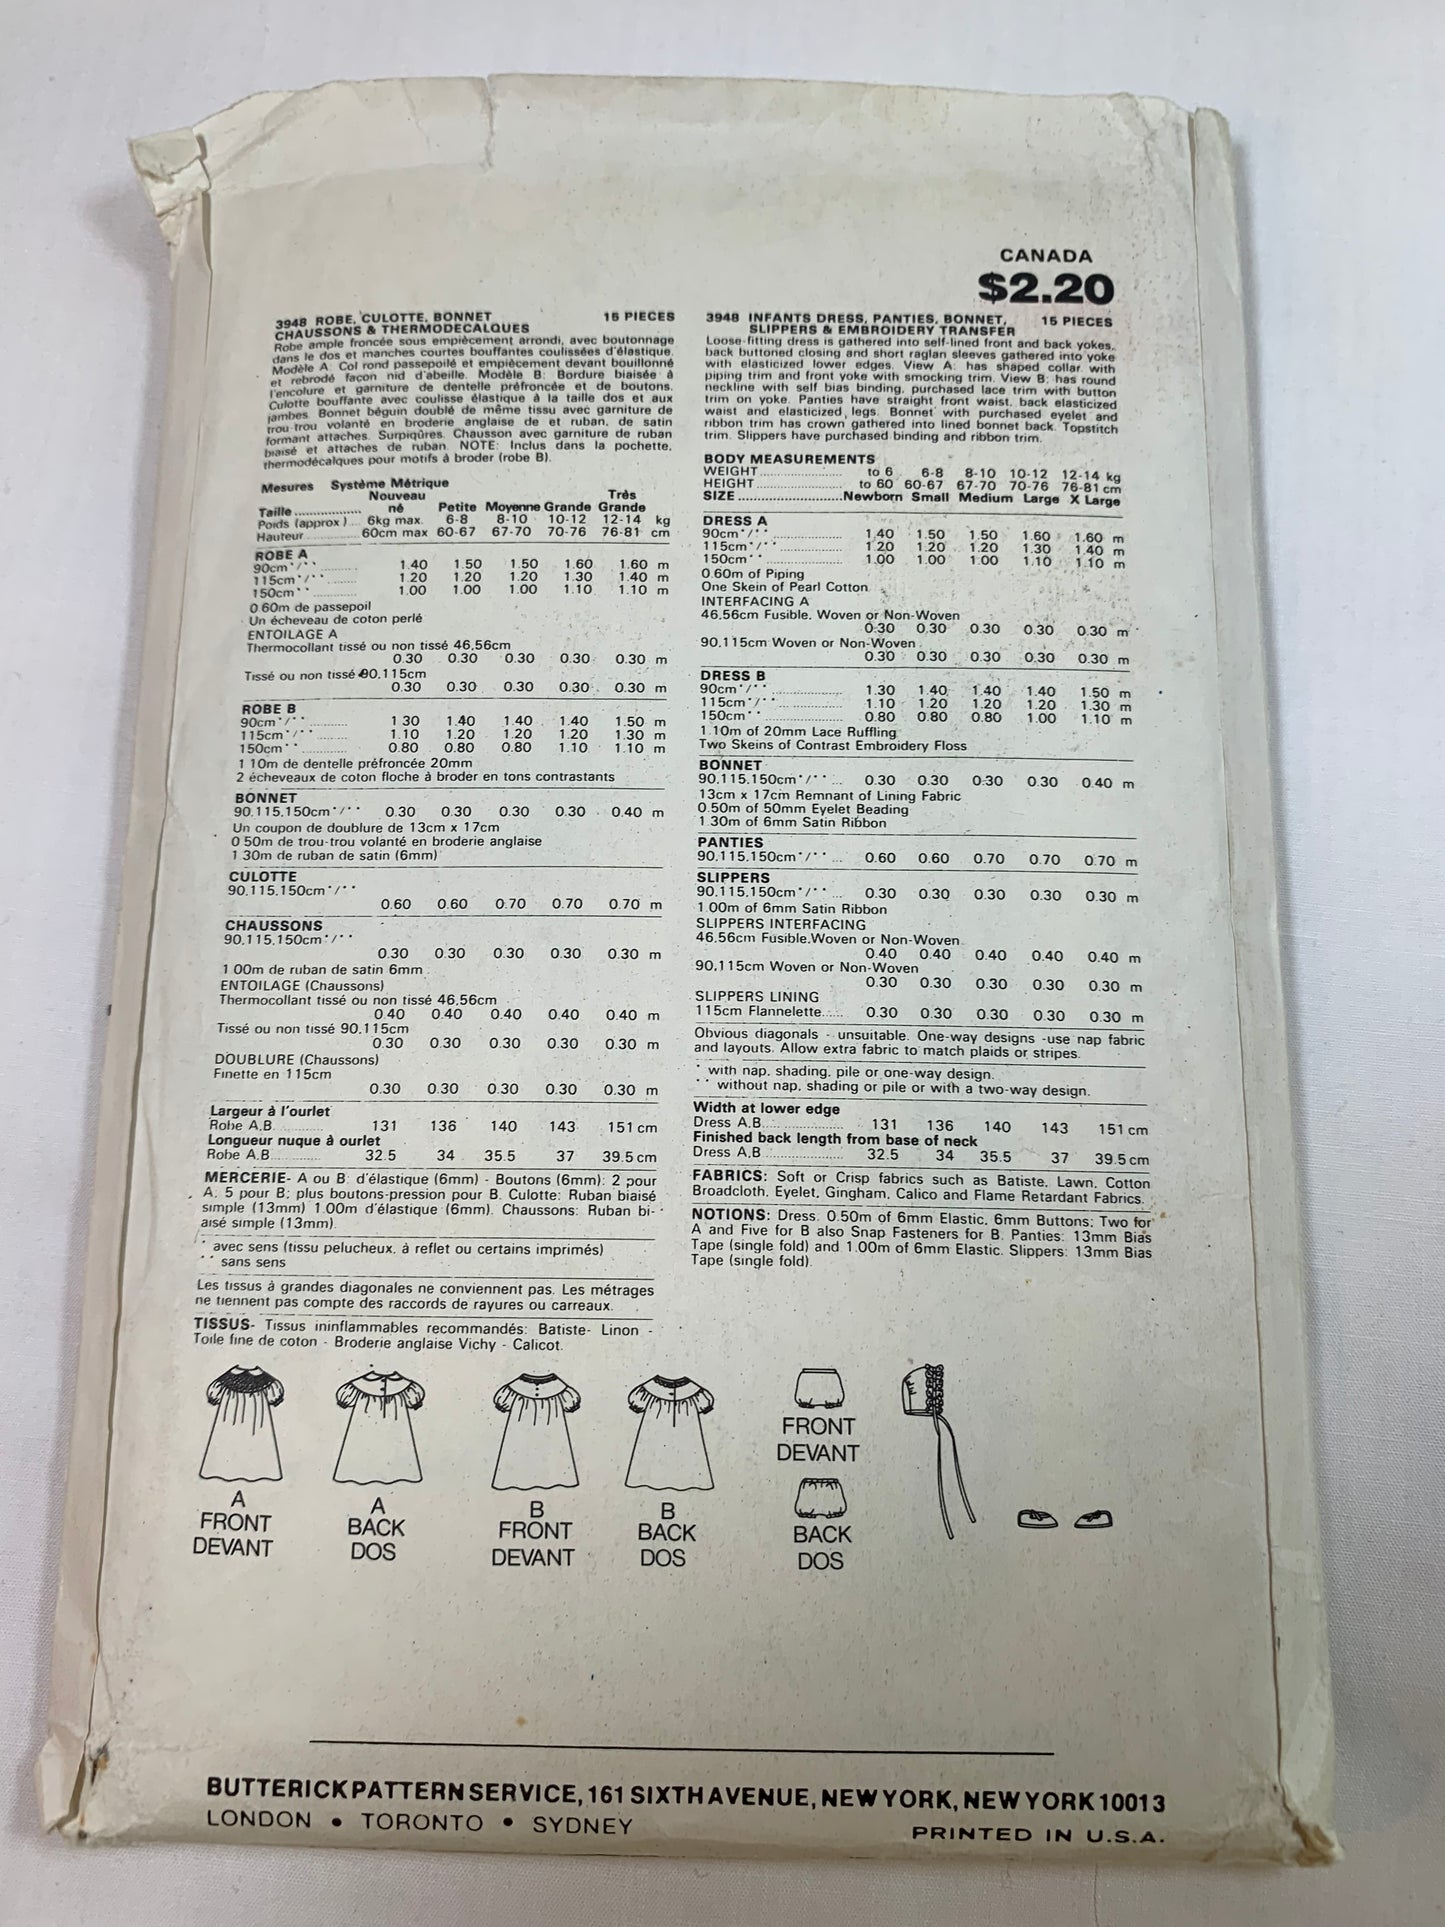 CANADA
$2.20
3948 ROBE, CULOTTE, BONNET 15 PIECES
CHAUSSONS & THERMODECALQUES
Robe ample froncée sous empiècement arrondi, avec boutonnage
dans le dos et manches courtes bouffantes coulissées d'élastique.
Modèle A: Col rond passepoilé et empiècement devant bouillonné
et rebrodé façon nid d'abeille. Modèle B: Bordure biaisée à
l'encolure et garniture de dentelle préfroncée et de boutons.
Culotte bouffante avec coulisse élastique à la taille dos et aux
jambes. Bonnet béguin doublé de même tissu avec garniture de
trou-trou volanté en broderie anglaise de et ruban, de satin
formant attaches. Surpiqûres. Chausson avec garniture de ruban
biaisé et attaches de ruban. NOTE: Inclus dans la pochette,
thermodécalques pour motifs à broder (robe B).
Mesures Système Métrique
Nouveau Très
né Petite Moyenne Grande Grande
Taille
Poids (approx.) 6kg max. 6-8 8-10 10-12 12-14 kg
Hauteur 60cm max 60-67 67-70 70-76 76-81 cm
ROBE A
90cm*/** 1.40 1.50 1.50 1.60 1.60 m
115cm*/** 1.20 1.20 1.20 1.30 1.40 m
150cm** 1.00 1.00 1.00 1.10 1.10 m
0.60m de passepoil
Un écheveau de coton perlé
ENTOILAGE A
Thermocollant tissé ou non tissé 46,56cm
0.30 0.30 0.30 0.30 0.30 m
Tissé ou non tissé 90,115cm
0.30 0.30 0.30 0.30 0.30 m
ROBE B
90cm*/** 1.30 1.40 1.40 1.40 1.50 m
115cm*/** 1.10 1.20 1.20 1.20 1.30 m
150cm** 0.80 0.80 0.80 1.10 1.10 m
1.10m de dentelle préfroncée 20mm
2 écheveaux de coton floche à broder en tons contrastants
BONNET
90,115,150cm*/** 0.30 0.30 0.30 0.30 0.40 m
Un coupon de doublure de 13cm x 17cm
0.50m de trou-trou volanté en broderie anglaise
1.30m de ruban de satin (6mm)
CULOTTE
90,115,150cm*/**
0.60 0.60 0.70 0.70 0.70 m
CHAUSSONS
90,115,150cm*/**
0.30 0.30 0.30 0.30 0.30 m
1.00m de ruban de satin 6mm
ENTOILAGE (Chaussons)
Thermocollant tissé ou non tissé 46,56cm
0.40 0.40 0.40 0.40 0.40 m
Tissé ou non tissé 90,115cm
0.30 0.30 0.30 0.30 0.30 m
DOUBLURE (Chaussons)
Finette en 115cm
0.30 0.30 0.30 0.30 0.30 m
Largeur à l'ourlet
Robe A,B 131 136 140 143 151 cm
Longueur nuque à ourlet
Robe A,B 32.5 34 35.5 37 39.5 cm
MERCERIE- A ou B: d'élastique (6mm) - Boutons (6mm): 2 pour
A; 5 pour B; plus boutons-pression pour B. Culotte: Ruban biaisé
simple (13mm) 1.00m d'élastique (6mm). Chaussons: Ruban bi-
aisé simple (13mm).
* avec sens (tissu pelucheux, à reflet ou certains imprimés)
** sans sens
Les tissus à grandes diagonales ne conviennent pas. Les métrages
ne tiennent pas compte des raccords de rayures ou carreaux.
TISSUS- Tissus ininflammables recommandés: Batiste- Linon -
Toile fine de coton - Broderie anglaise Vichy - Calicot.
3948 INFANTS DRESS, PANTIES, BONNET, 15 PIECES
SLIPPERS & EMBROIDERY TRANSFER
Loose-fitting dress is gathered into self-lined front and back yokes,
back buttoned closing and short raglan sleeves gathered into yoke
with elasticized lower edges. View A: has shaped collar with
piping trim and front yoke with smocking trim. View B: has round
neckline with self bias binding, purchased lace trim with button
trim on yoke. Panties have straight front waist, back elasticized
waist and elasticized legs. Bonnet with purchased eyelet and
ribbon trim has crown gathered into lined bonnet back. Topstitch
trim. Slippers have purchased binding and ribbon trim.
BODY MEASUREMENTS
WEIGHT to 6 6-8 8-10 10-12 12-14 kg
HEIGHT to 60 60-67 67-70 70-76 76-81 cm
SIZE Newborn Small Medium Large X Large
DRESS A
90cm*/** 1.40 1.50 1.50 1.60 1.60 m
115cm*/** 1.20 1.20 1.20 1.30 1.40 m
150cm** 1.00 1.00 1.00 1.10 1.10 m
0.60m of Piping
One Skein of Pearl Cotton
INTERFACING A
46,56cm Fusible, Woven or Non-Woven
0.30 0.30 0.30 0.30 0.30 m
90,115cm Woven or Non-Woven
0.30 0.30 0.30 0.30 0.30 m
DRESS B
90cm*/** 1.30 1.40 1.40 1.40 1.50 m
115cm*/** 1.10 1.20 1.20 1.20 1.30 m
150cm** 0.80 0.80 0.80 1.00 1.10 m
1.10m of 20mm Lace Ruffling
Two Skeins of Contrast Embroidery Floss
BONNET
90,115,150cm*/** 0.30 0.30 0.30 0.30 0.40 m
13cm x 17cm Remnant of Lining Fabric
0.50m of 50mm Eyelet Beading
1.30m of 6mm Satin Ribbon
PANTIES
90,115,150cm*/** 0.60 0.60 0.70 0.70 0.70 m
SLIPPERS
90,115,150cm*/** 0.30 0.30 0.30 0.30 0.30 m
1.00m of 6mm Satin Ribbon
SLIPPERS INTERFACING
46,56cm Fusible,Woven or Non-Woven
0.40 0.40 0.40 0.40 0.40 m
90,115cm Woven or Non-Woven
0.30 0.30 0.30 0.30 0.30 m
SLIPPERS LINING
115cm Flannelette 0.30 0.30 0.30 0.30 0.30 m
Obvious diagonals - unsuitable. One-way designs -use nap fabric
and layouts. Allow extra fabric to match plaids or stripes.
* with nap, shading, pile or one-way design.
** without nap, shading or pile or with a two-way design.
Width at lower edge
Dress A,B 131 136 140 143 151 cm
Finished back length from base of neck
Dress A,B 32.5 34 35.5 37 39.5 cm
FABRICS: Soft or Crisp fabrics such as Batiste, Lawn, Cotton
Broadcloth, Eyelet, Gingham, Calico and Flame Retardant Fabrics.
NOTIONS: Dress: 0.50m of 6mm Elastic, 6mm Buttons: Two for
A and Five for B also Snap Fasteners for B. Panties: 13mm Bias
Tape (single fold) and 1.00m of 6mm Elastic. Slippers: 13mm Bias
Tape (single fold).
A
FRONT
DEVANT
A
BACK
DOS
B
FRONT
DEVANT
B
BACK
DOS
FRONT
DEVANT
BACK
DOS
BUTTERICK PATTERN SERVICE, 161 SIXTH AVENUE, NEW YORK, NEW YORK 10013
LONDON • TORONTO • SYDNEY
PRINTED IN U.S.A.